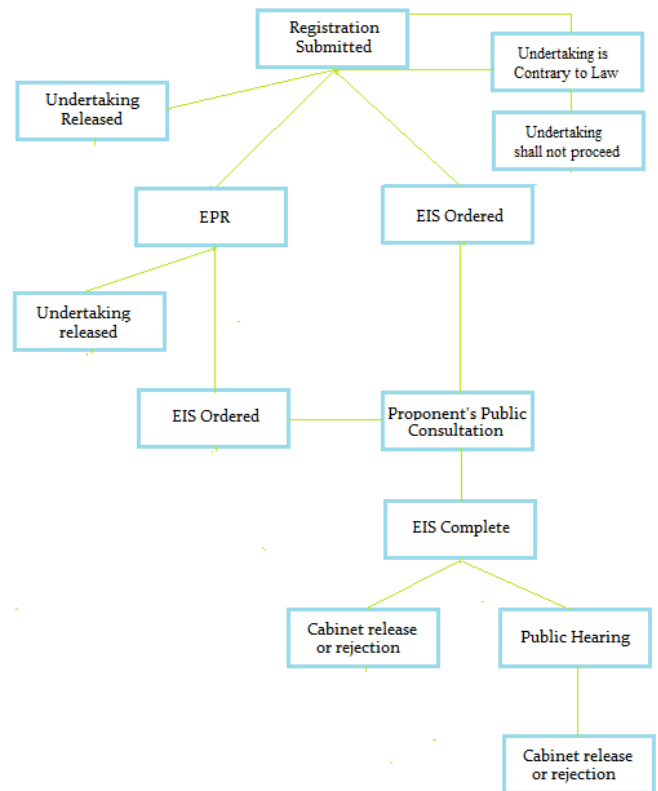 Registration
Submitted
Undertaking is
Contrary to Law
Undertaking
Released
Undertaking
shall not proceed
EPR
EIS Ordered
Undertaking
released
EIS Ordered
Proponent's Public
Consultation
EIS Complete
Cabinet release
or rejection
Public Hearing
Cabinet release
or rejection